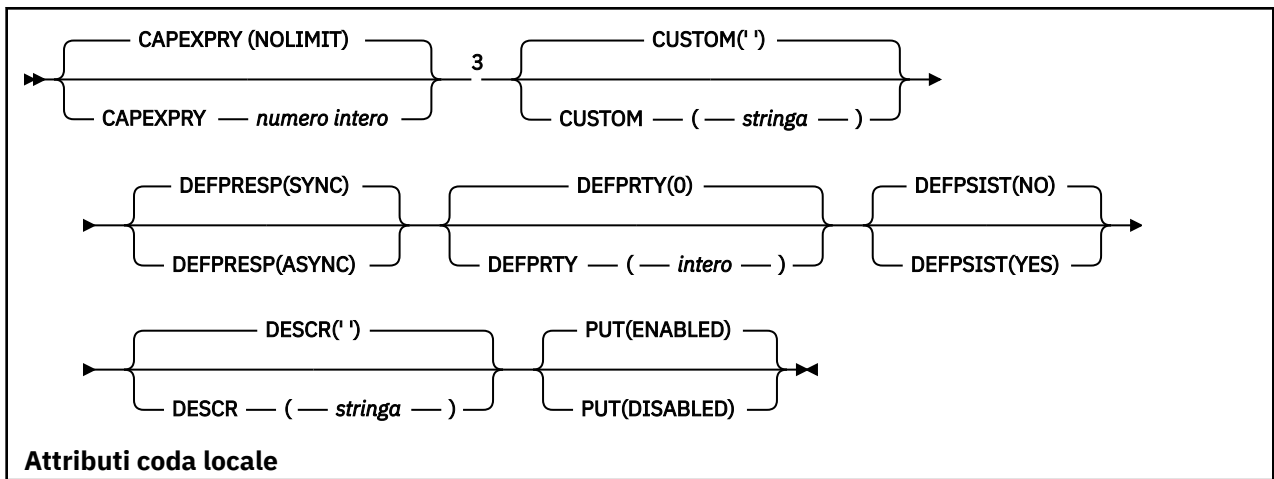 CAPEXPRY (NOLIMIT)
CAPEXPRY numero intero
3
CUSTOM(' ')
CUSTOM ( stringa )
DEFPRESP(SYNC)
DEFPRESP(ASYNC)
DEFPRTY(0)
DEFPRTY ( intero )
DEFPSIST(NO)
DEFPSIST(YES)
DESCR(' ')
DESCR ( stringa )
PUT(ENABLED)
PUT(DISABLED)
Attributi coda locale